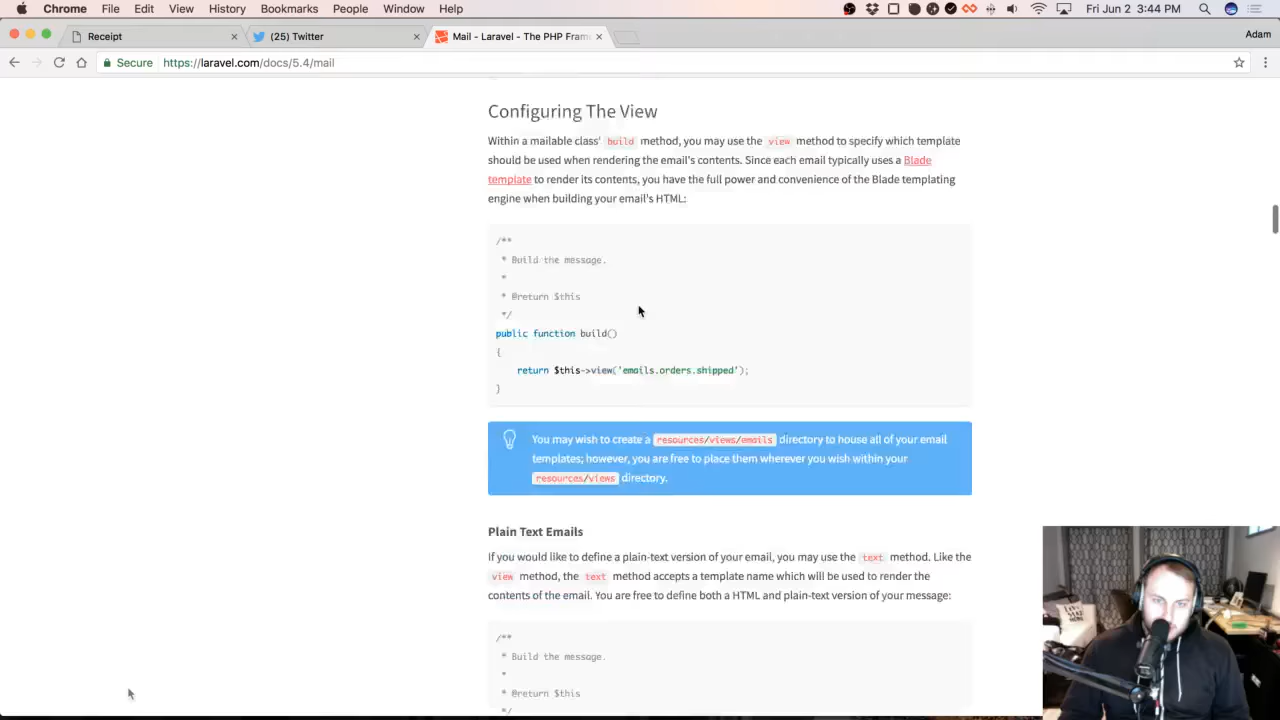 Chrome File Edit View History Bookmarks People Window Help Fri Jun 2 3:44 PM
Receipt × (25) Twitter × Mail - Laravel - The PHP Fram × Adam
Secure https://laravel.com/docs/5.4/mail
Configuring The View
Within a mailable class' build method, you may use the view method to specify which template
should be used when rendering the email's contents. Since each email typically uses a Blade
template to render its contents, you have the full power and convenience of the Blade templating
engine when building your email's HTML:
/**
* Build the message.
*
* @return $this
*/
public function build()
{
return $this->view('emails.orders.shipped');
}
You may wish to create a resources/views/emails directory to house all of your email
templates; however, you are free to place them wherever you wish within your
resources/views directory.
Plain Text Emails
If you would like to define a plain-text version of your email, you may use the text method. Like the
view method, the text method accepts a template name which will be used to render the
contents of the email. You are free to define both a HTML and plain-text version of your message:
/**
* Build the message.
*
* @return $this
*/